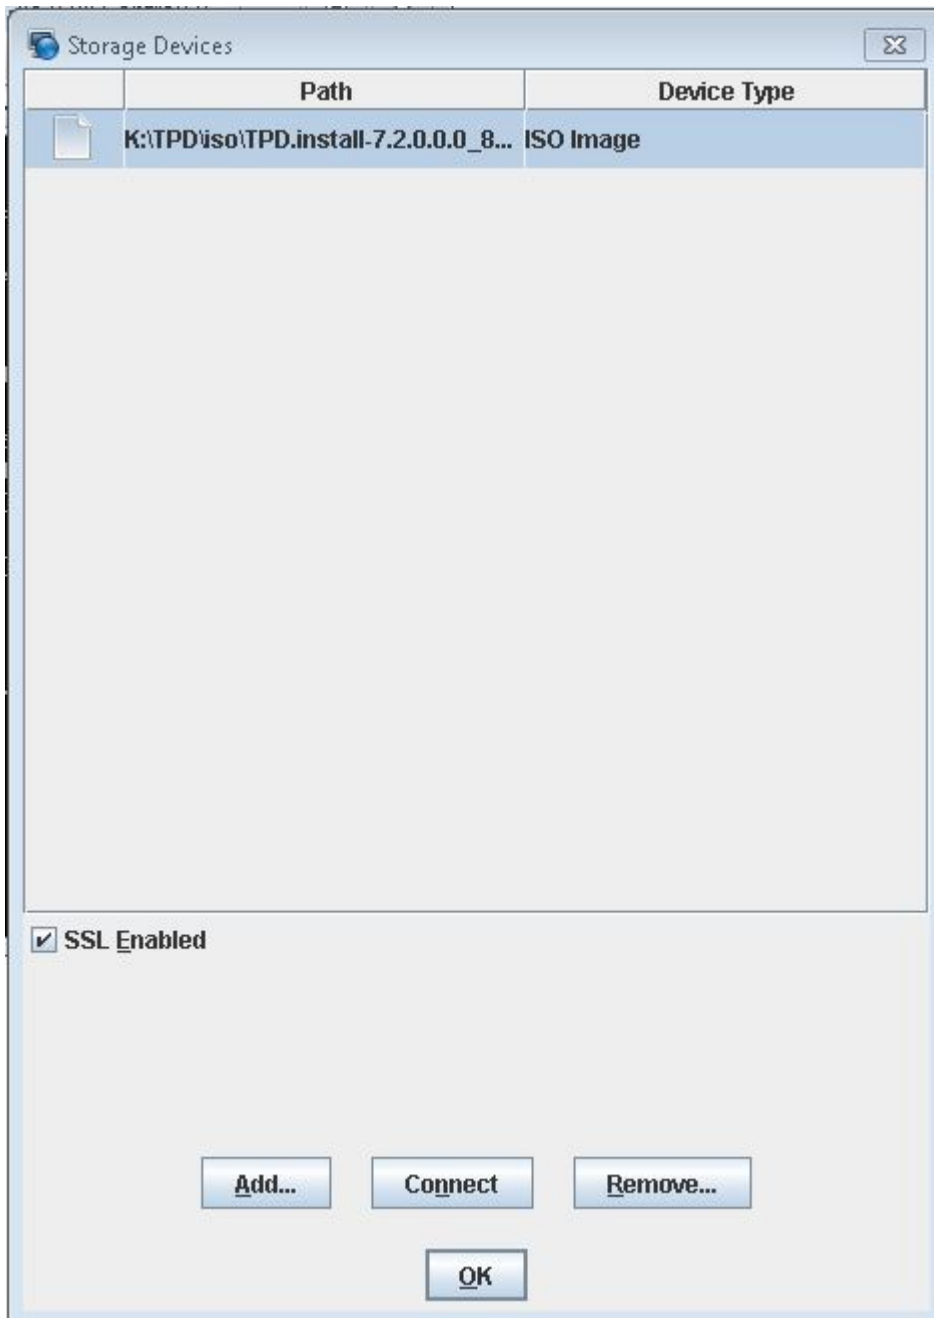 Storage Devices
Path Device Type
K:\TPD\iso\TPD.install-7.2.0.0.0_8... ISO Image
SSL Enabled
Add... Connect Remove...
OK